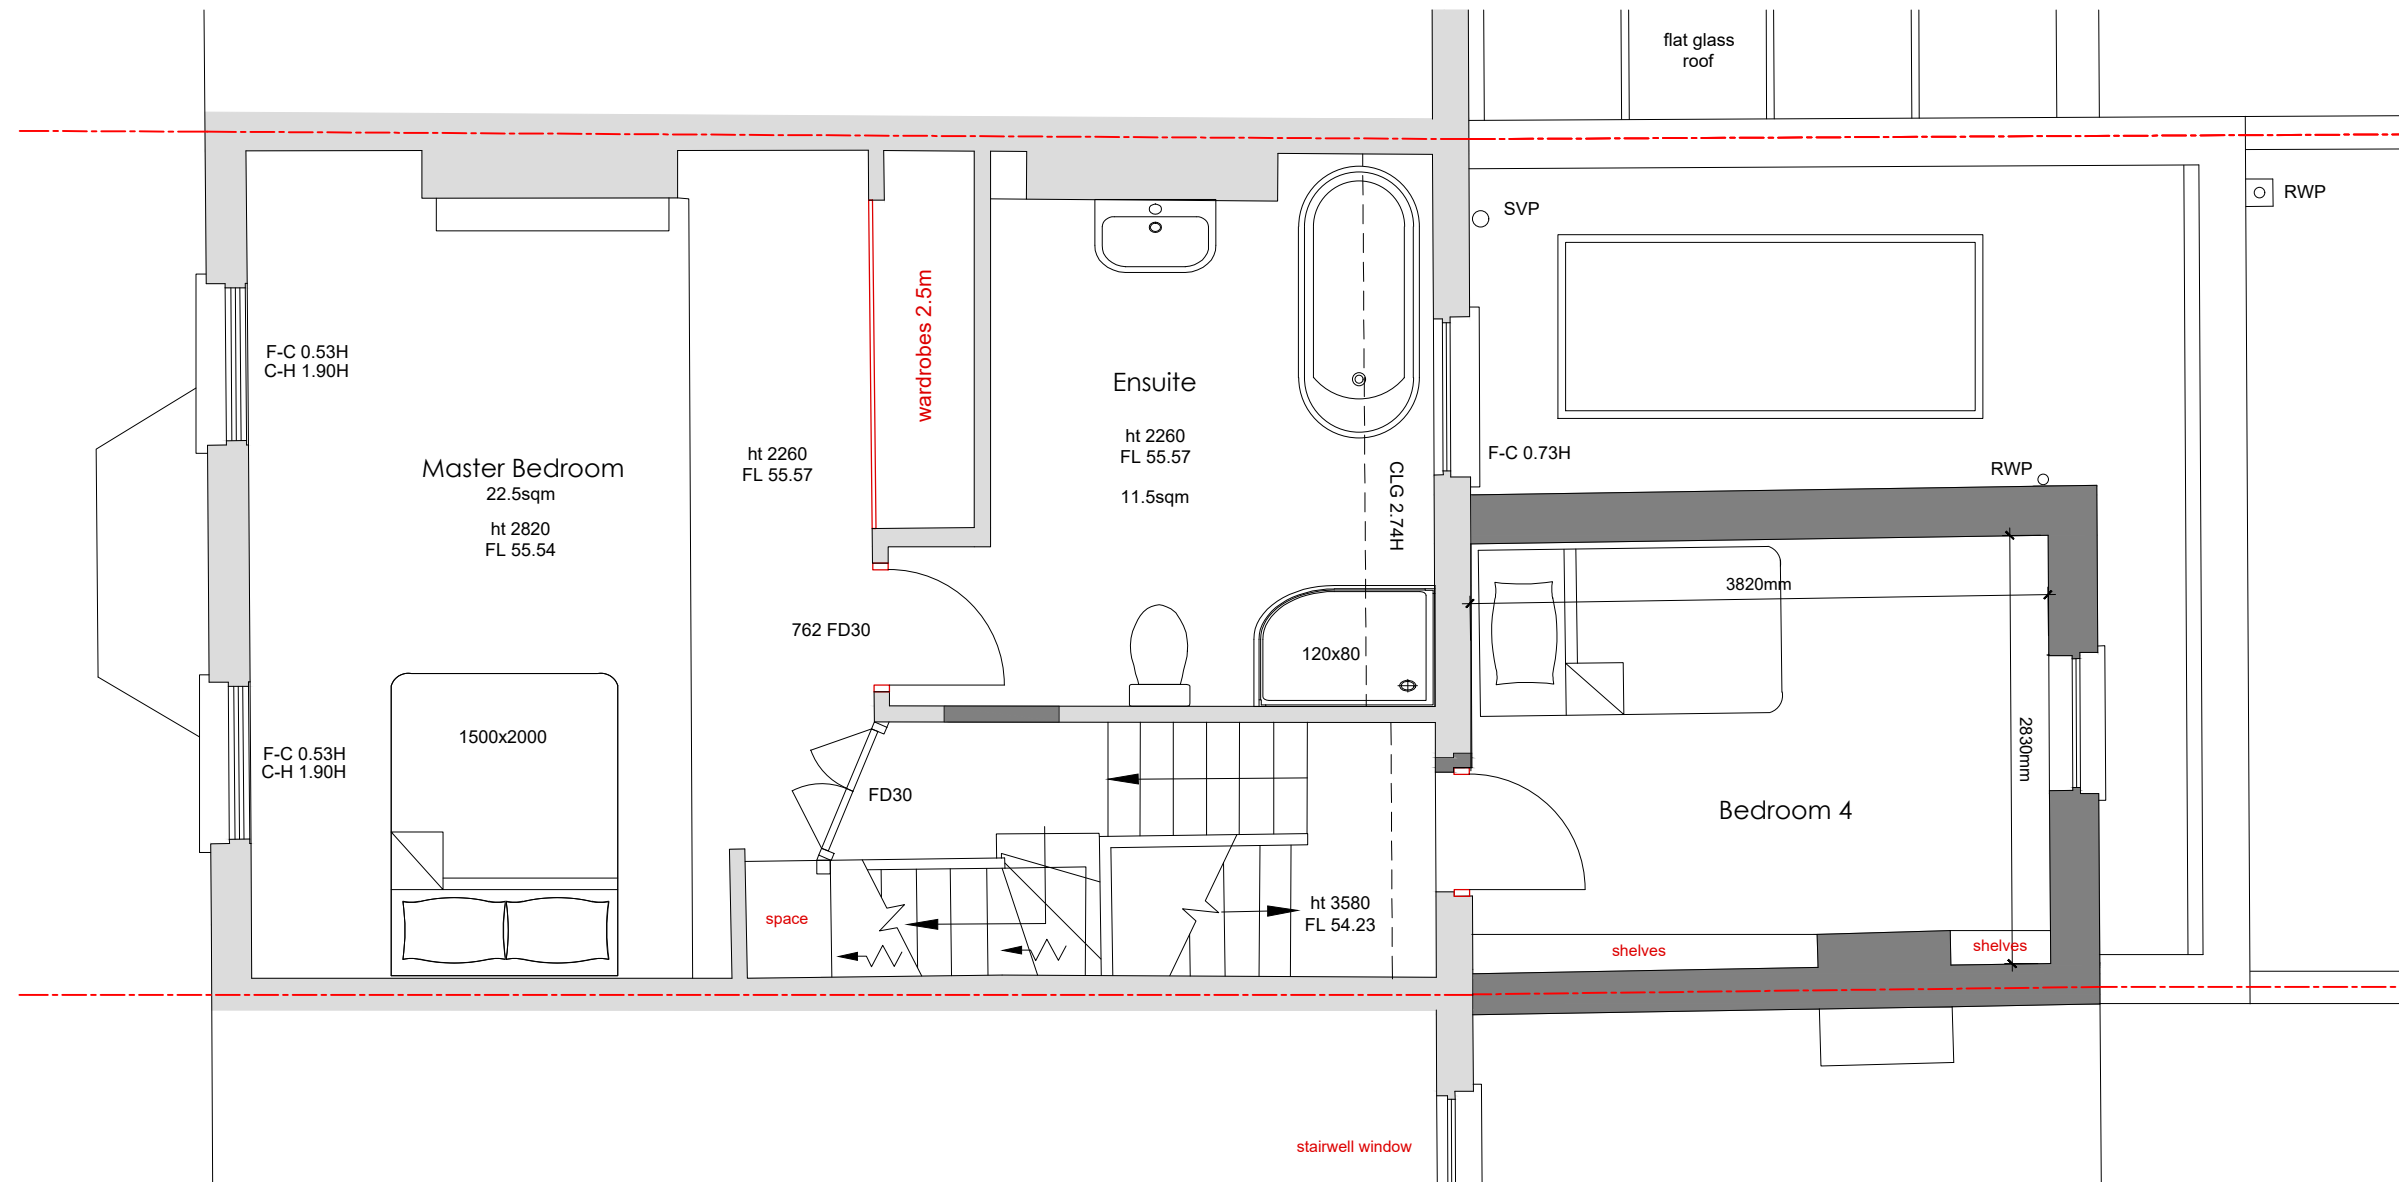 flat glass
roof
RWP
SVP
wardrobes 2.5m
F-C 0.53H
C-H 1.90H
Ensuite
ht 2260
FL 55.57
11.5sqm
Master Bedroom
22.5sqm
ht 2820
FL 55.54
ht 2260
FL 55.57
CLG 2.74H
F-C 0.73H
RWP
3820mm
762 FD30
120x80
1500x2000
F-C 0.53H
C-H 1.90H
FD30
2830mm
Bedroom 4
space
ht 3580
FL 54.23
shelves
shelves
stairwell window